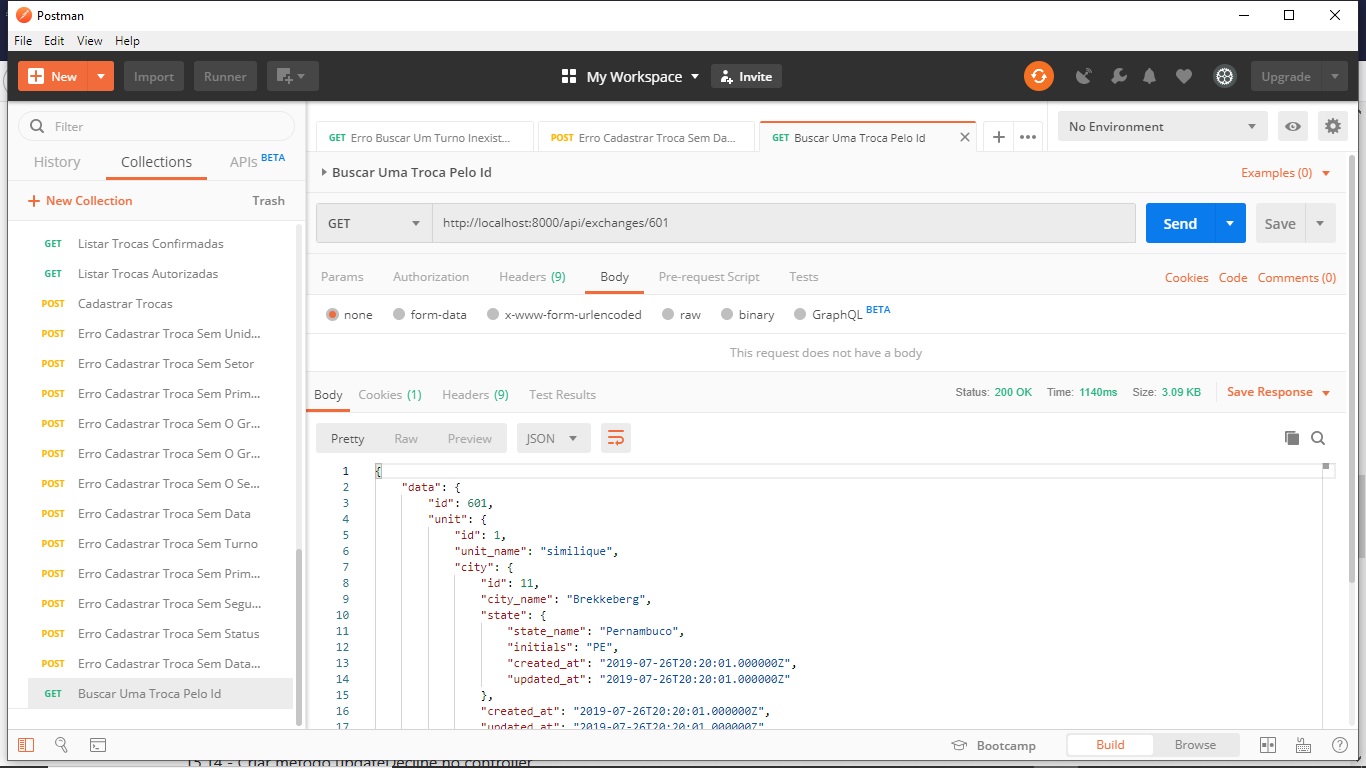 Postman
File Edit View Help
New Import Runner My Workspace Invite Upgrade
Filter
History Collections APIs BETA
New Collection Trash
GET Listar Trocas Confirmadas
GET Listar Trocas Autorizadas
POST Cadastrar Trocas
POST Erro Cadastrar Troca Sem Unid...
POST Erro Cadastrar Troca Sem Setor
POST Erro Cadastrar Troca Sem Prim...
POST Erro Cadastrar Troca Sem O Gr...
POST Erro Cadastrar Troca Sem O Gr...
POST Erro Cadastrar Troca Sem O Se...
POST Erro Cadastrar Troca Sem Data
POST Erro Cadastrar Troca Sem Turno
POST Erro Cadastrar Troca Sem Prim...
POST Erro Cadastrar Troca Sem Segu...
POST Erro Cadastrar Troca Sem Status
POST Erro Cadastrar Troca Sem Data...
GET Buscar Uma Troca Pelo Id
GET Erro Buscar Um Turno Inexist... POST Erro Cadastrar Troca Sem Da... GET Buscar Uma Troca Pelo Id
No Environment
Buscar Uma Troca Pelo Id Examples (0)
GET http://localhost:8000/api/exchanges/601 Send Save
Params Authorization Headers (9) Body Pre-request Script Tests Cookies Code Comments (0)
none form-data x-www-form-urlencoded raw binary GraphQL BETA
This request does not have a body
Body Cookies (1) Headers (9) Test Results Status: 200 OK Time: 1140ms Size: 3.09 KB Save Response
Pretty Raw Preview JSON
1 {
2 "data": {
3 "id": 601,
4 "unit": {
5 "id": 1,
6 "unit_name": "similique",
7 "city": {
8 "id": 11,
9 "city_name": "Brekkeberg",
10 "state": {
11 "state_name": "Pernambuco",
12 "initials": "PE",
13 "created_at": "2019-07-26T20:20:01.000000Z",
14 "updated_at": "2019-07-26T20:20:01.000000Z"
15 },
16 "created_at": "2019-07-26T20:20:01.000000Z",
17 "updated_at": "2019-07-26T20:20:01.000000Z"
Bootcamp Build Browse
15.14 - Criar método updateDecline no controller